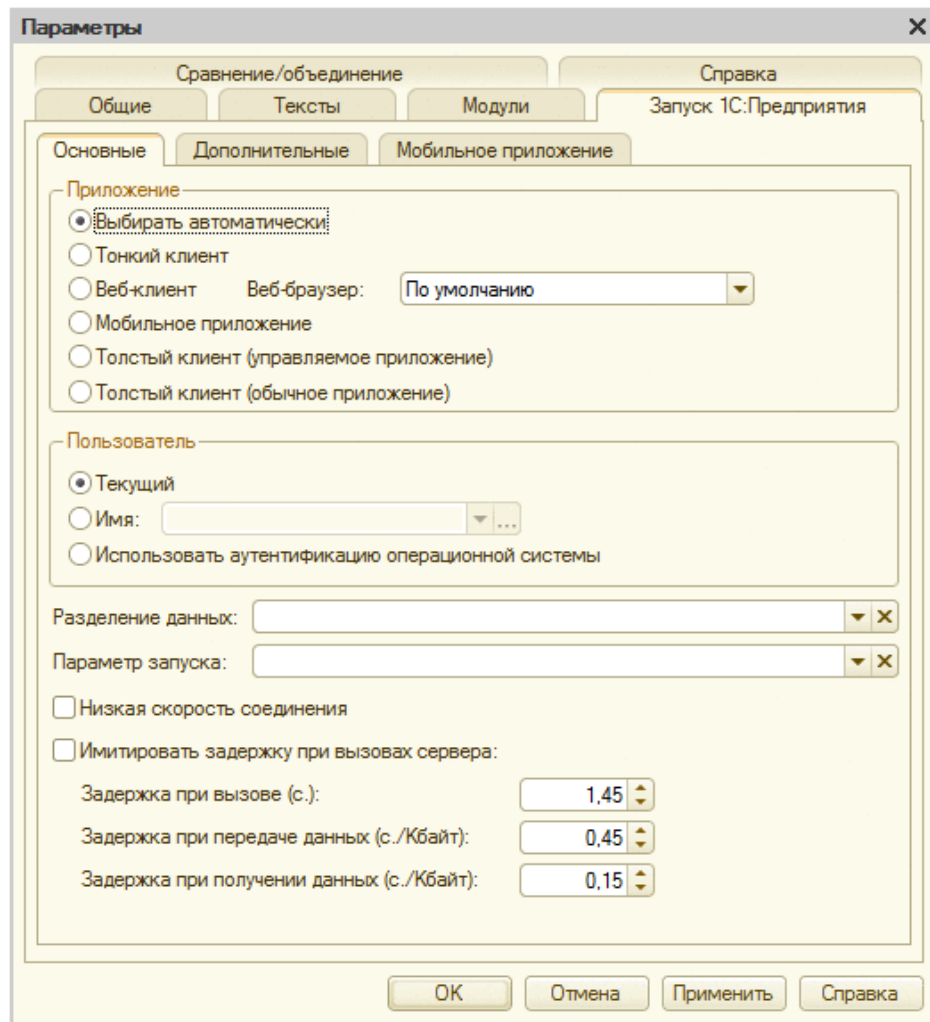 Параметры
Сравнение/объединение Справка
Общие Тексты Модули Запуск 1С:Предприятия
Основные Дополнительные Мобильное приложение
Приложение
Выбирать автоматически
Тонкий клиент
Веб-клиент Веб-браузер: По умолчанию
Мобильное приложение
Толстый клиент (управляемое приложение)
Толстый клиент (обычное приложение)
Пользователь
Текущий
Имя: ...
Использовать аутентификацию операционной системы
Разделение данных:
Параметр запуска:
Низкая скорость соединения
Имитировать задержку при вызовах сервера:
Задержка при вызове (с.): 1,45
Задержка при передаче данных (с./Кбайт): 0,45
Задержка при получении данных (с./Кбайт): 0,15
ОК Отмена Применить Справка